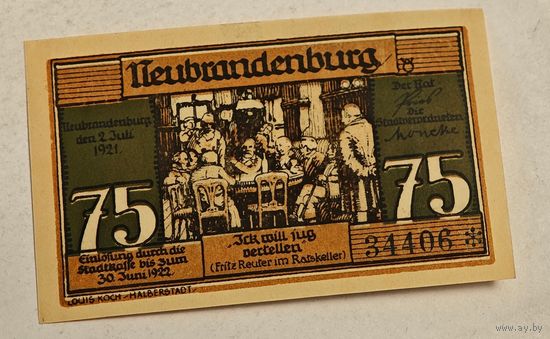 Neubrandenburg
Neubrandenburg,
den 2. Juli
1921.
75
Einlösung durch die
Stadtkasse bis zum
30. Juni 1922.
„Ick will jug
vertellen“
(Fritz Reuter im Ratskeller)
Der Rat
Die
Stadtverordneten
75
34406 ✻
LOUIS KOCH - HALBERSTADT
www.ay.by